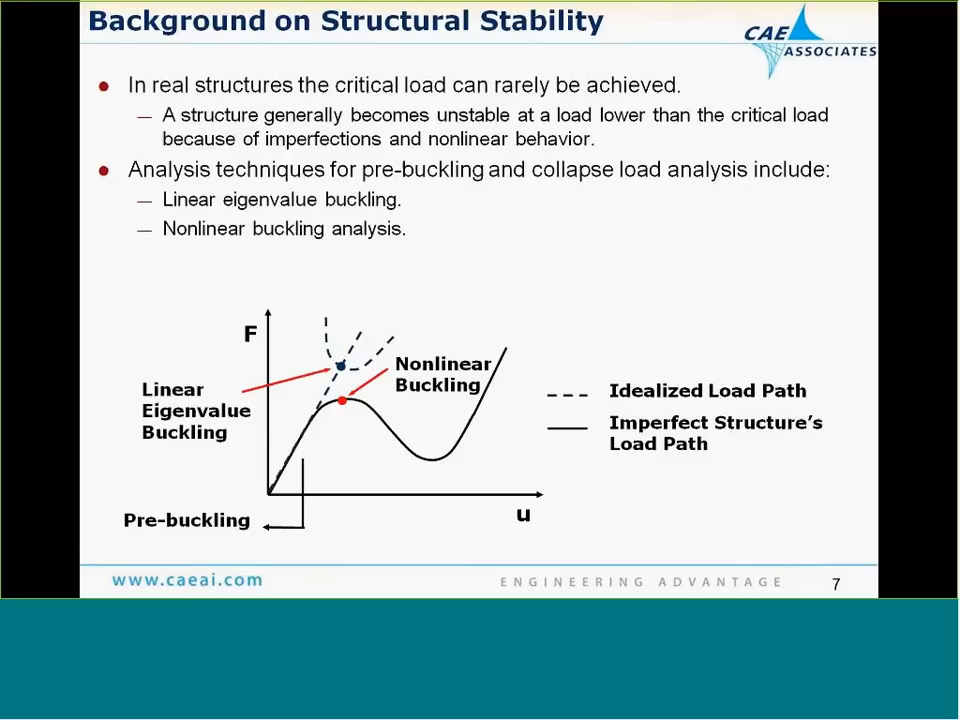 Background on Structural Stability
CAE
ASSOCIATES
● In real structures the critical load can rarely be achieved.
— A structure generally becomes unstable at a load lower than the critical load
because of imperfections and nonlinear behavior.
● Analysis techniques for pre-buckling and collapse load analysis include:
— Linear eigenvalue buckling.
— Nonlinear buckling analysis.
F
Nonlinear
Buckling
Linear
Eigenvalue
Buckling
Idealized Load Path
Imperfect Structure's
Load Path
Pre-buckling
u
www.caeai.com
ENGINEERING ADVANTAGE
7